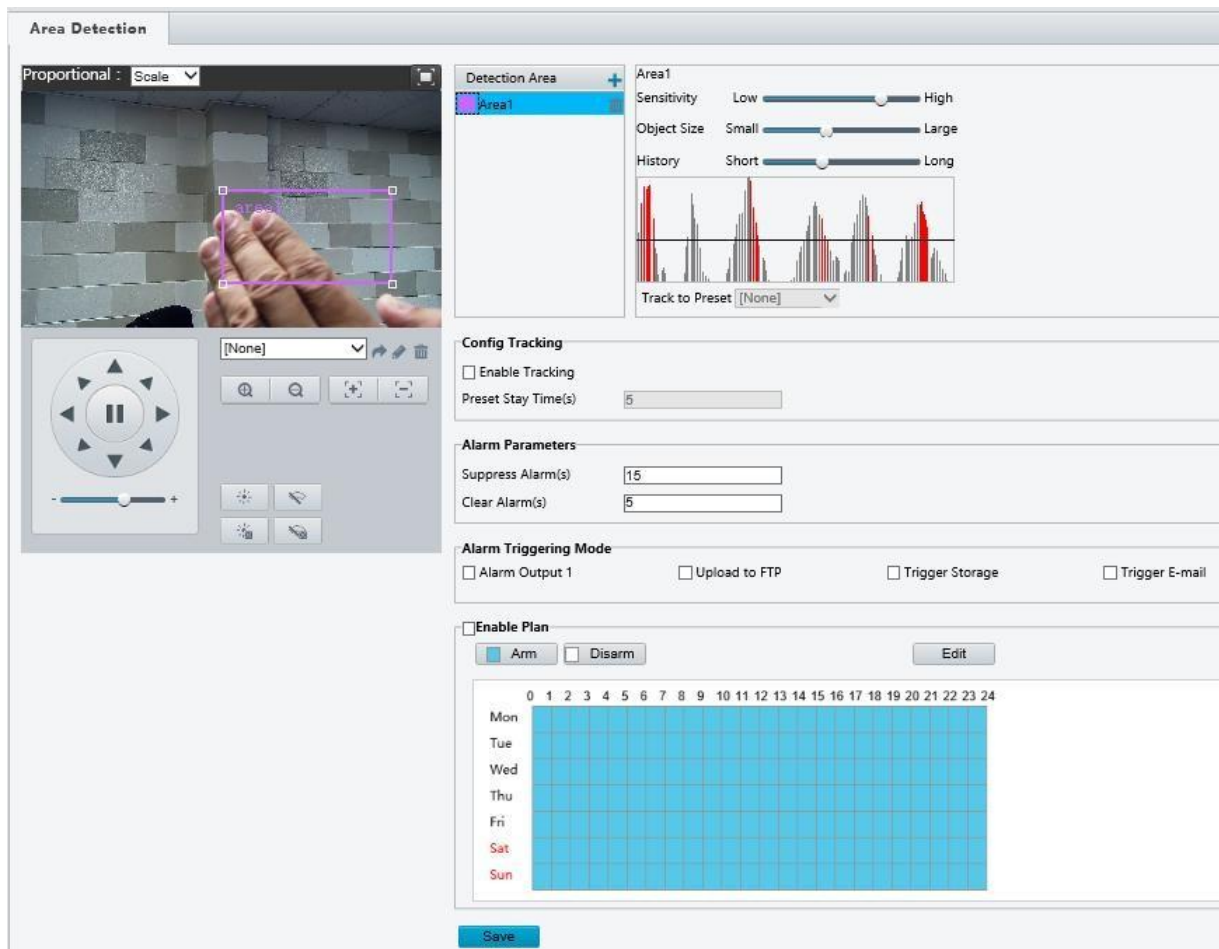 Area Detection
Proportional : Scale
area1
[None]
- +
Detection Area +
Area1
Area1
Sensitivity Low High
Object Size Small Large
History Short Long
Track to Preset [None]
Config Tracking
Enable Tracking
Preset Stay Time(s) 5
Alarm Parameters
Suppress Alarm(s) 15
Clear Alarm(s) 5
Alarm Triggering Mode
Alarm Output 1 Upload to FTP Trigger Storage Trigger E-mail
Enable Plan
Arm Disarm Edit
0 1 2 3 4 5 6 7 8 9 10 11 12 13 14 15 16 17 18 19 20 21 22 23 24
Mon
Tue
Wed
Thu
Fri
Sat
Sun
Save